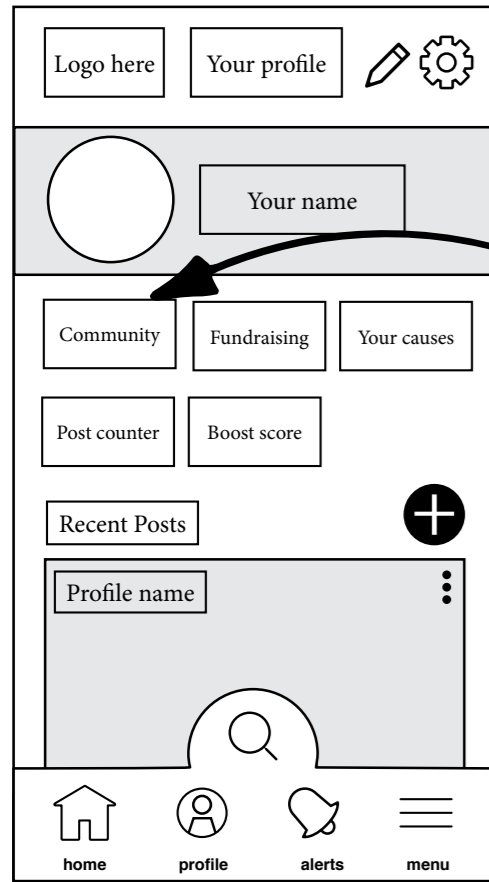 Logo here
Your profile
Your name
Community
Fundraising
Your causes
Post counter
Boost score
Recent Posts
Profile name
home
profile
alerts
menu